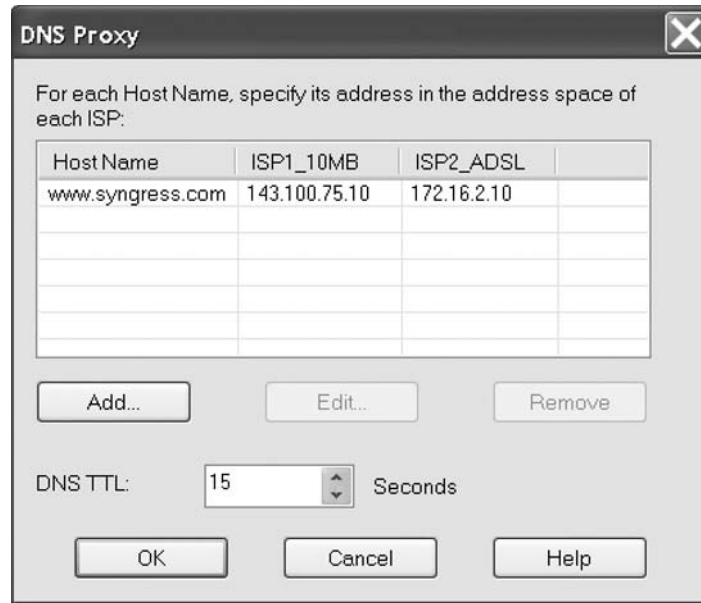 DNS Proxy
For each Host Name, specify its address in the address space of
each ISP:
Host Name ISP1_10MB ISP2_ADSL
www.syngress.com 143.100.75.10 172.16.2.10
Add... Edit... Remove
DNS TTL: 15 Seconds
OK Cancel Help